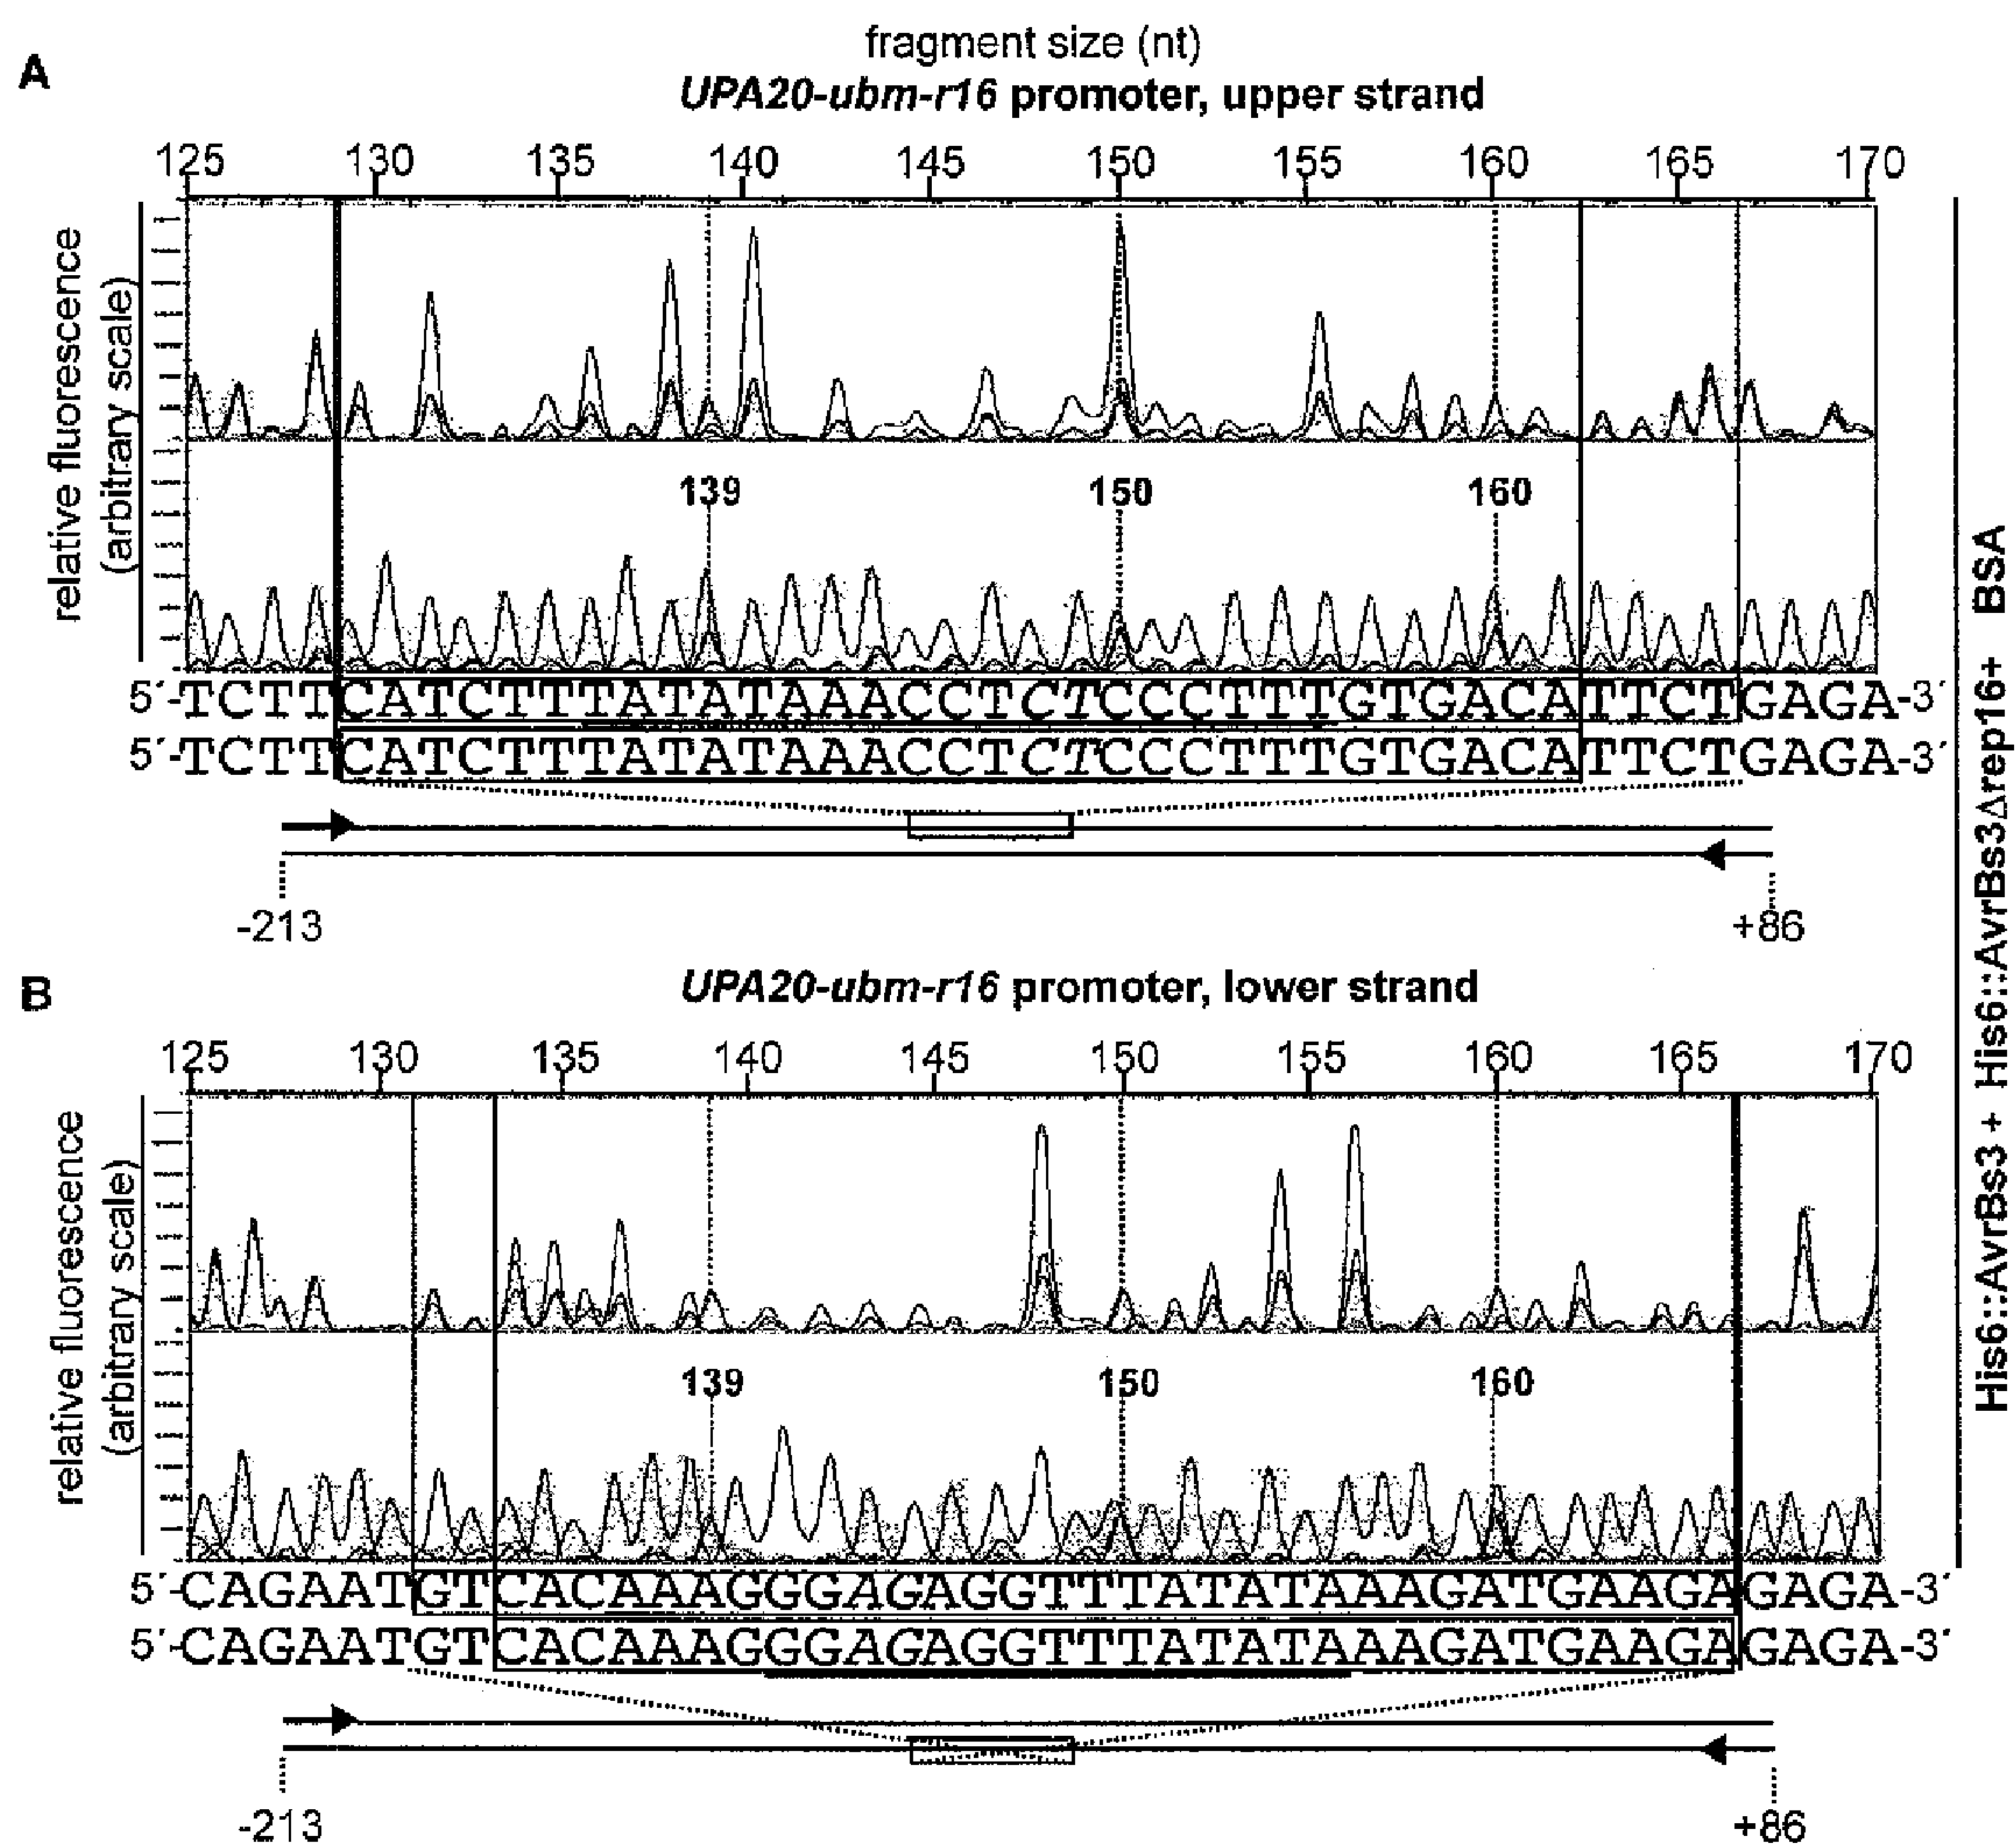 fragment size (nt)
A
UPA20-ubm-r16 promoter, upper strand
125 130 135 140 145 150 155 160 165 170
relative fluorescence
(arbitrary scale)
139 150 160
relative fluorescence
(arbitrary scale)
5´-TCTTCATCTTTATATAAACCTCTCCCTTTGTGACATTCTGAGA-3´
5´-TCTTCATCTTTATATAAACCTCTCCCTTTGTGACATTCTGAGA-3´
-213 +86
B
UPA20-ubm-r16 promoter, lower strand
125 130 135 140 145 150 155 160 165 170
139 150 160
5´-CAGAATGTCACAAAGGGAGAGGTTTATATAAAGATGAAGAGAGA-3´
5´-CAGAATGTCACAAAGGGAGAGGTTTATATAAAGATGAAGAGAGA-3´
-213 +86
His6::AvrBs3 + His6::AvrBs3Δrep16+ BSA